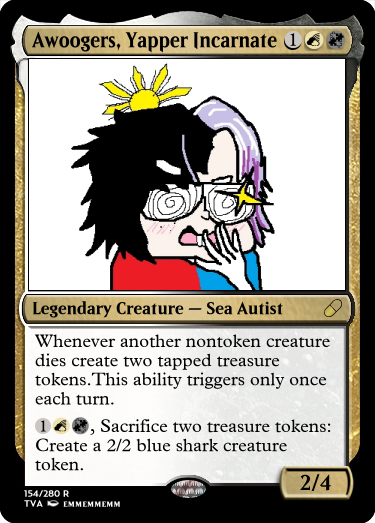 Awoogers, Yapper Incarnate 1
Legendary Creature — Sea Autist
Whenever another nontoken creature
dies create two tapped treasure
tokens.This ability triggers only once
each turn.
1, Sacrifice two treasure tokens:
Create a 2/2 blue shark creature
token.
2/4
154/280 R
TVA EMMEMMEMM